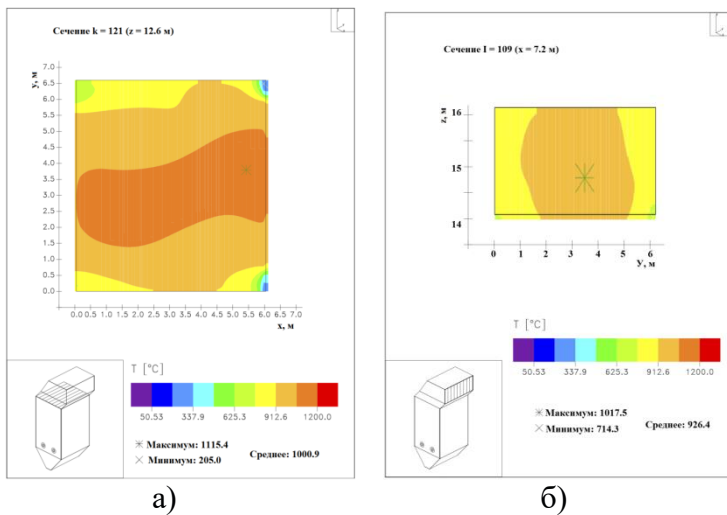 Сечение k = 121 (z = 12.6 м)
y, м
7.0
6.5
6.0
5.5
5.0
4.5
4.0
3.5
3.0
2.5
2.0
1.5
1.0
0.5
0.0
0.0 0.5 1.0 1.5 2.0 2.5 3.0 3.5 4.0 4.5 5.0 5.5 6.0 6.5 7.0
x, м
T [°C]
50.53 337.9 625.3 912.6 1200.0
Максимум: 1115.4
Минимум: 205.0
Среднее: 1000.9
а)
Сечение I = 109 (x = 7.2 м)
z, м
16
15
14
0 1 2 3 4 5 6
У, м
T [°C]
50.53 337.9 625.3 912.6 1200.0
Максимум: 1017.5
Минимум: 714.3
Среднее: 926.4
б)